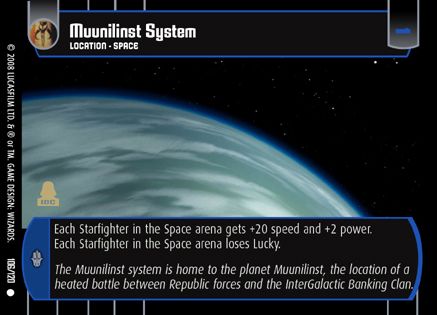 Muunilinst System
LOCATION - SPACE
© 2008 LUCASFILM LTD. & ® or TM. GAME DESIGN: WIZARDS.
106/120
IDC
Each Starfighter in the Space arena gets +20 speed and +2 power.
Each Starfighter in the Space arena loses Lucky.
The Muunilinst system is home to the planet Muunilinst, the location of a
heated battle between Republic forces and the InterGalactic Banking Clan.